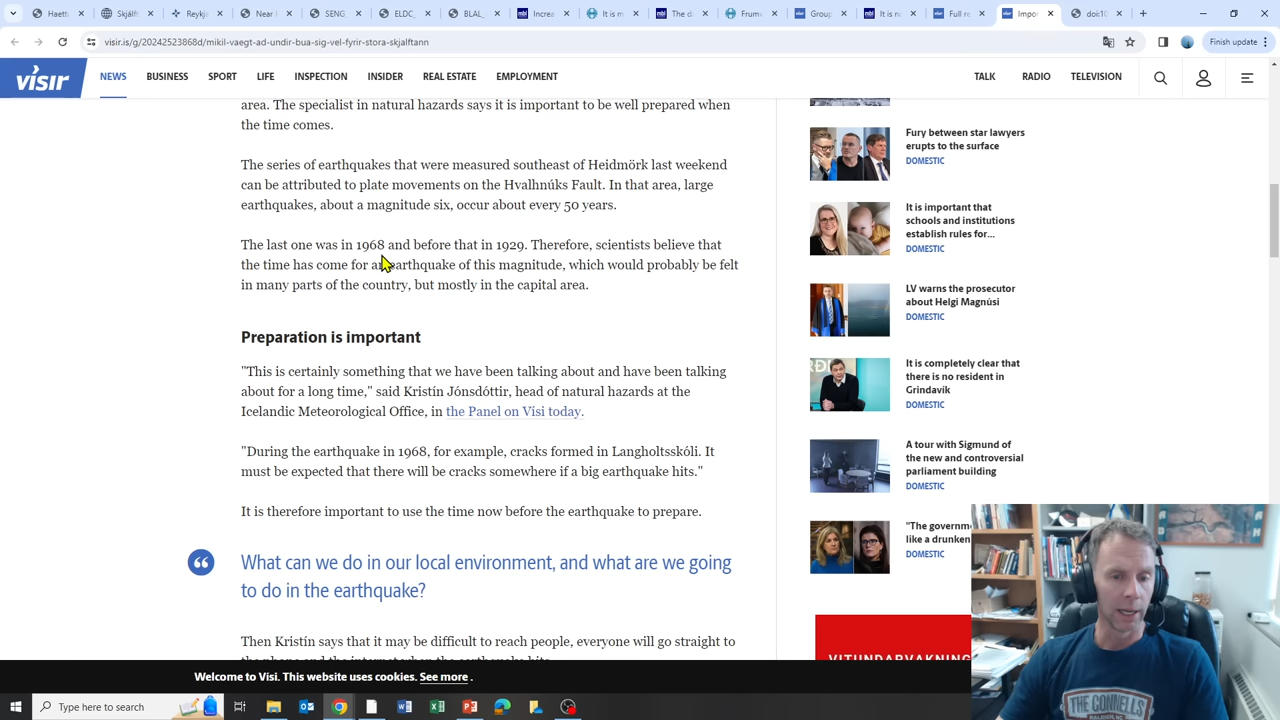 ELDC
BLAL
visir.is/g/20242523868d/mikil-vaegt-ad-undir-bua-sig-vel-fyrir-stora-skjalftann
Finish update
vísir
NEWS
BUSINESS
SPORT
LIFE
INSPECTION
INSIDER
REAL ESTATE
EMPLOYMENT
TALK
RADIO
TELEVISION
area. The specialist in natural hazards says it is important to be well prepared when
the time comes.
The series of earthquakes that were measured southeast of Heidmörk last weekend
can be attributed to plate movements on the Hvalhnúks Fault. In that area, large
earthquakes, about a magnitude six, occur about every 50 years.
The last one was in 1968 and before that in 1929. Therefore, scientists believe that
the time has come for an earthquake of this magnitude, which would probably be felt
in many parts of the country, but mostly in the capital area.
Preparation is important
"This is certainly something that we have been talking about and have been talking
about for a long time," said Kristín Jónsdóttir, head of natural hazards at the
Icelandic Meteorological Office, in the Panel on Vísi today.
"During the earthquake in 1968, for example, cracks formed in Langholtsskóli. It
must be expected that there will be cracks somewhere if a big earthquake hits."
It is therefore important to use the time now before the earthquake to prepare.
What can we do in our local environment, and what are we going
to do in the earthquake?
Then Kristín says that it may be difficult to reach people, everyone will go straight to
Fury between star lawyers
erupts to the surface
DOMESTIC
It is important that
schools and institutions
establish rules for...
DOMESTIC
LV warns the prosecutor
about Helgi Magnúsi
DOMESTIC
It is completely clear that
there is no resident in
Grindavík
DOMESTIC
A tour with Sigmund of
the new and controversial
parliament building
DOMESTIC
"The governm
like a drunken
DOMESTIC
VITUNDARVAKNING
Welcome to Vísi. This website uses cookies. See more .
Type here to search
THE CONNELLS